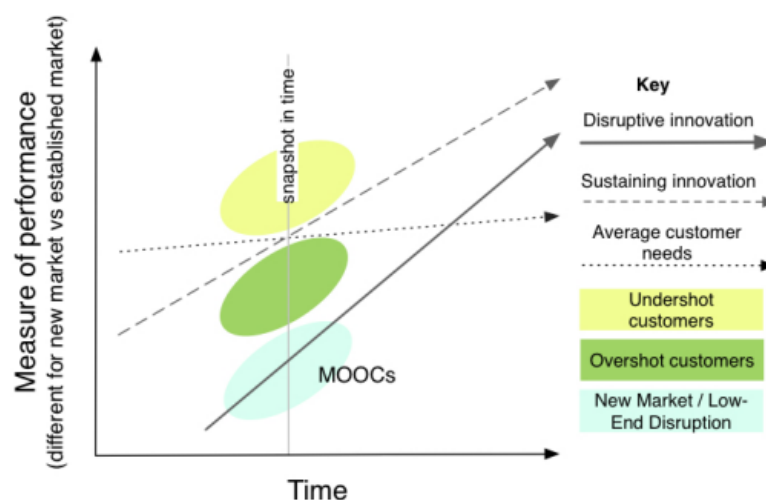 Measure of performance
(different for new market vs established market)
snapshot in time
MOOCs
Time
Key
Disruptive innovation
Sustaining innovation
Average customer
needs
Undershot
customers
Overshot customers
New Market / Low-
End Disruption